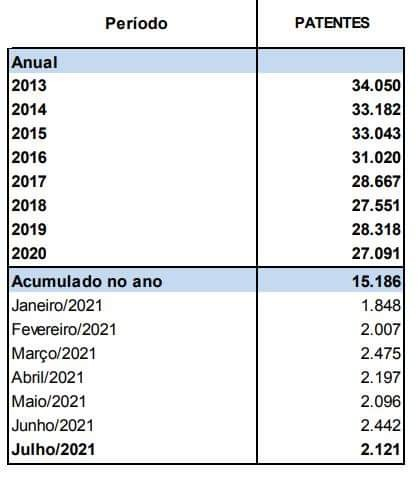 Período PATENTES
Anual
2013 34.050
2014 33.182
2015 33.043
2016 31.020
2017 28.667
2018 27.551
2019 28.318
2020 27.091
Acumulado no ano 15.186
Janeiro/2021 1.848
Fevereiro/2021 2.007
Março/2021 2.475
Abril/2021 2.197
Maio/2021 2.096
Junho/2021 2.442
Julho/2021 2.121